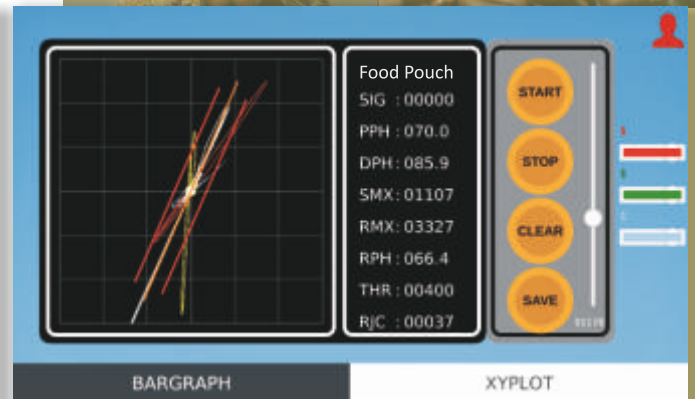 Food Pouch
SIG : 00000
PPH : 070.0
DPH : 085.9
SMX: 01107
RMX: 03327
RPH : 066.4
THR : 00400
RJC : 00037
START
STOP
CLEAR
SAVE
BARGRAPH
XYPLOT